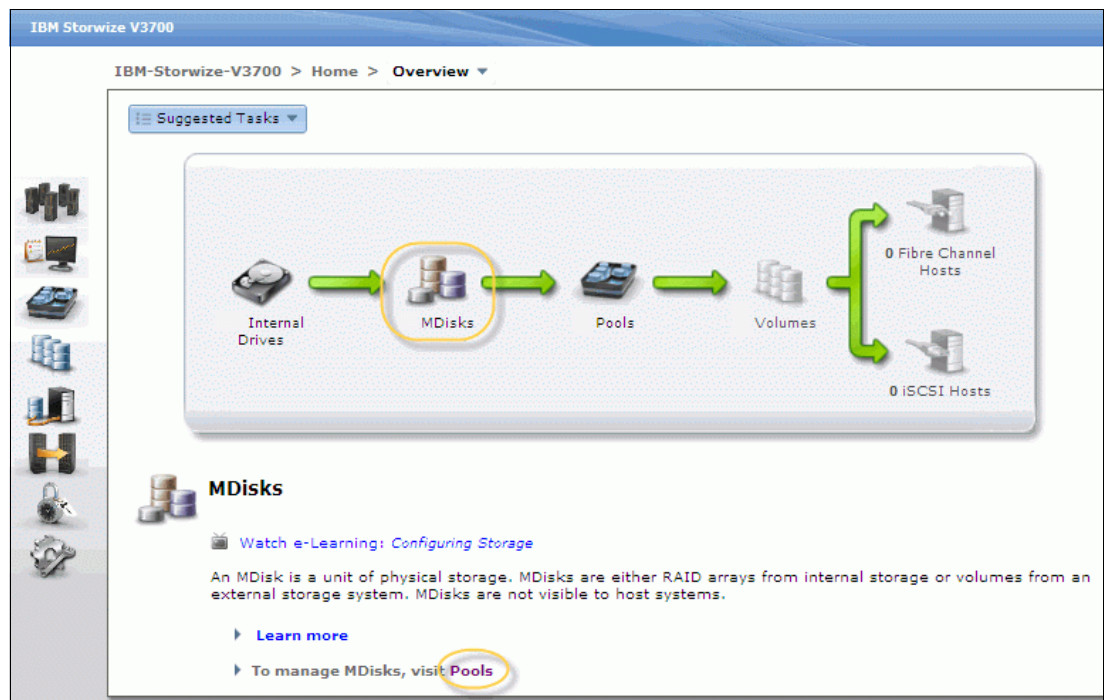 IBM Storwize V3700
IBM-Storwize-V3700 > Home > Overview
Suggested Tasks
Internal
Drives
MDisks
Pools
Volumes
0 Fibre Channel
Hosts
0 iSCSI Hosts
MDisks
Watch e-Learning: Configuring Storage
An MDisk is a unit of physical storage. MDisks are either RAID arrays from internal storage or volumes from an
external storage system. MDisks are not visible to host systems.
Learn more
To manage MDisks, visit Pools